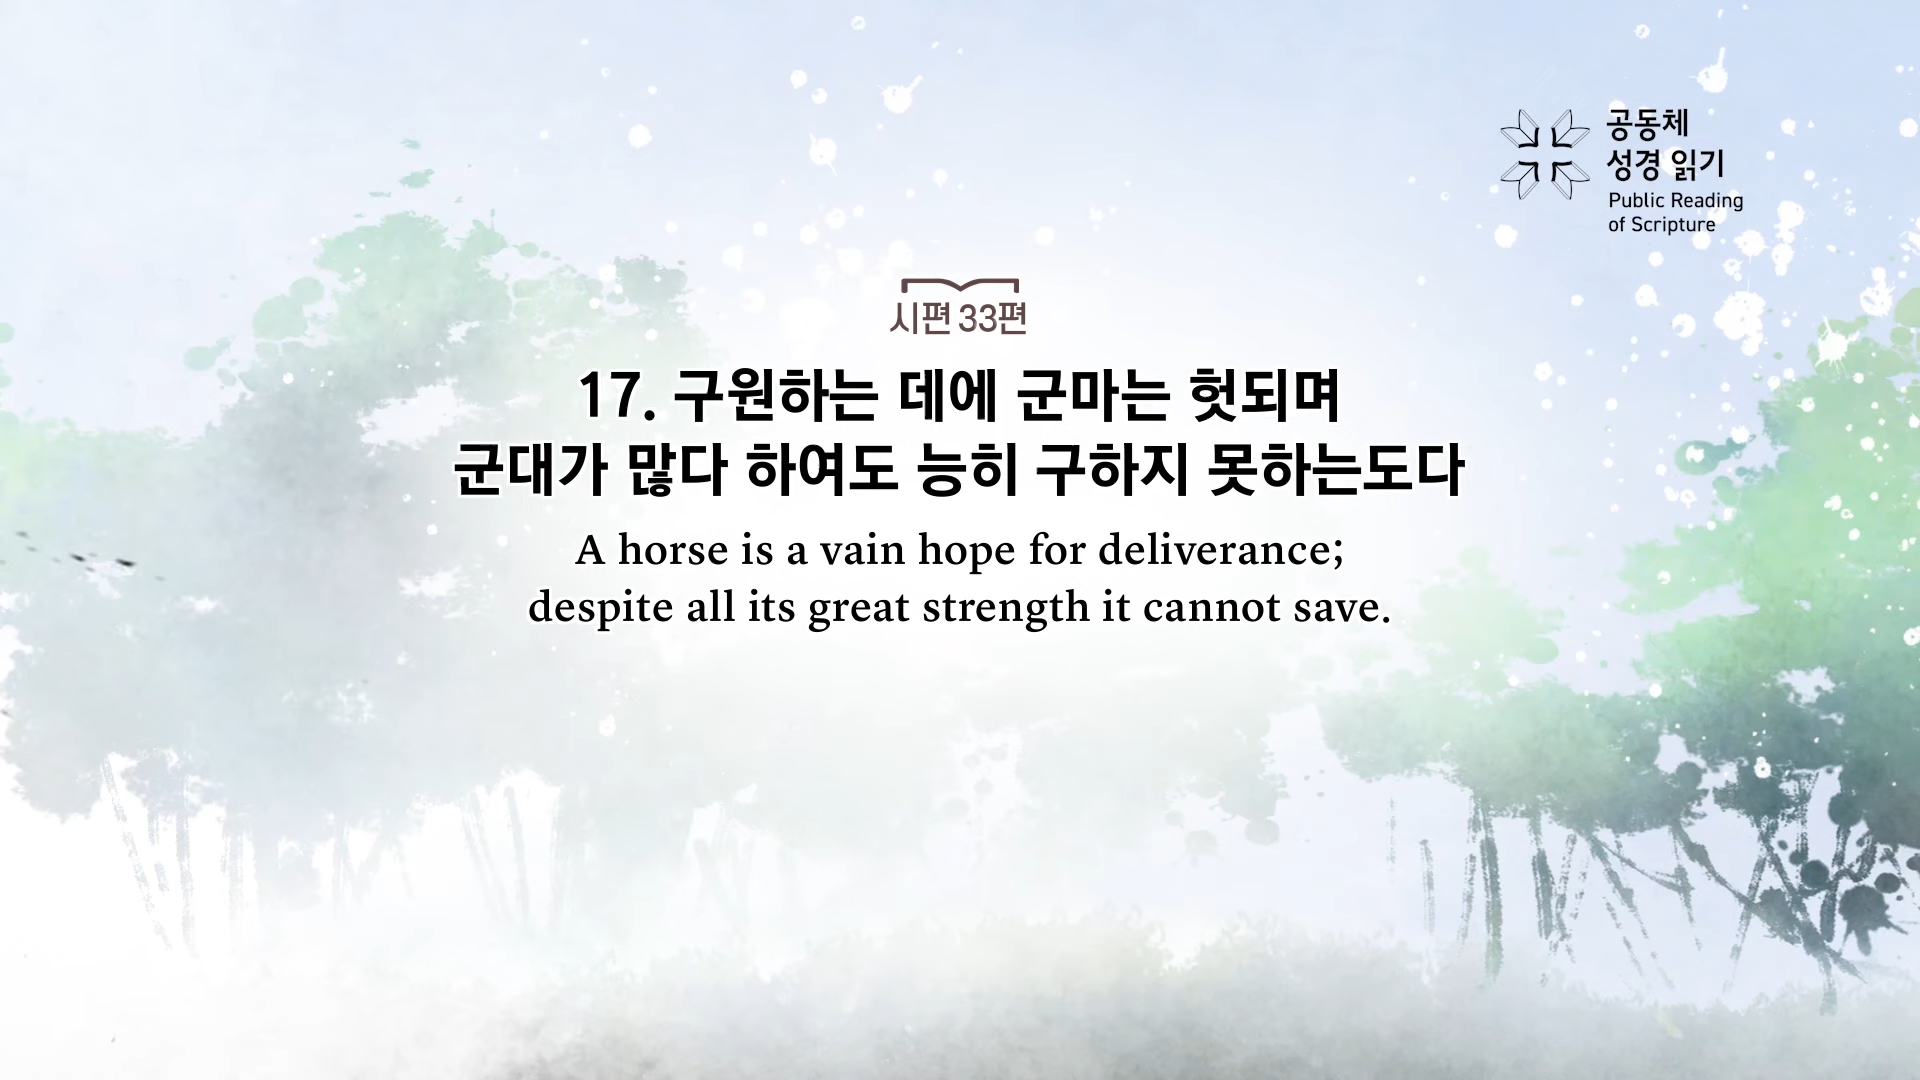 공동체
성경 읽기
Public Reading
of Scripture
시편 33편
17. 구원하는 데에 군마는 헛되며
군대가 많다 하여도 능히 구하지 못하는도다
A horse is a vain hope for deliverance;
despite all its great strength it cannot save.